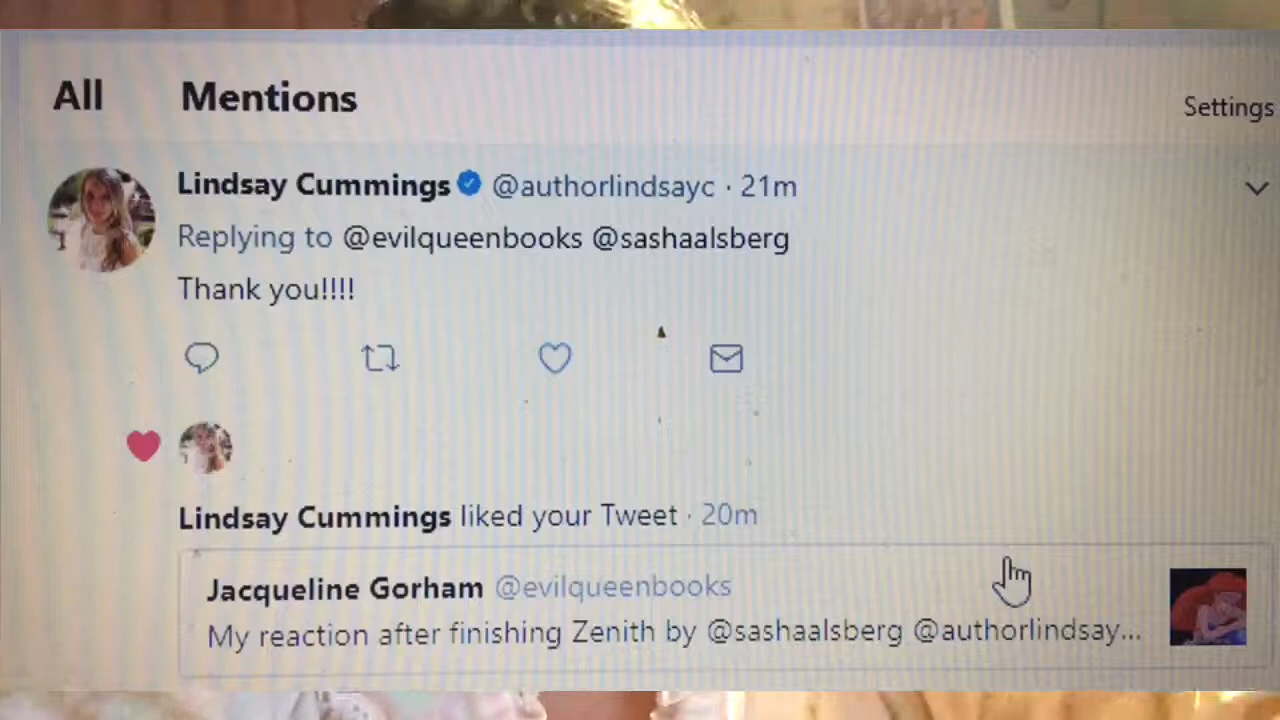 All Mentions Settings
Lindsay Cummings @authorlindsayc · 21m
Replying to @evilqueenbooks @sashaalsberg
Thank you!!!!
Lindsay Cummings liked your Tweet · 20m
Jacqueline Gorham @evilqueenbooks
My reaction after finishing Zenith by @sashaalsberg @authorlindsay...